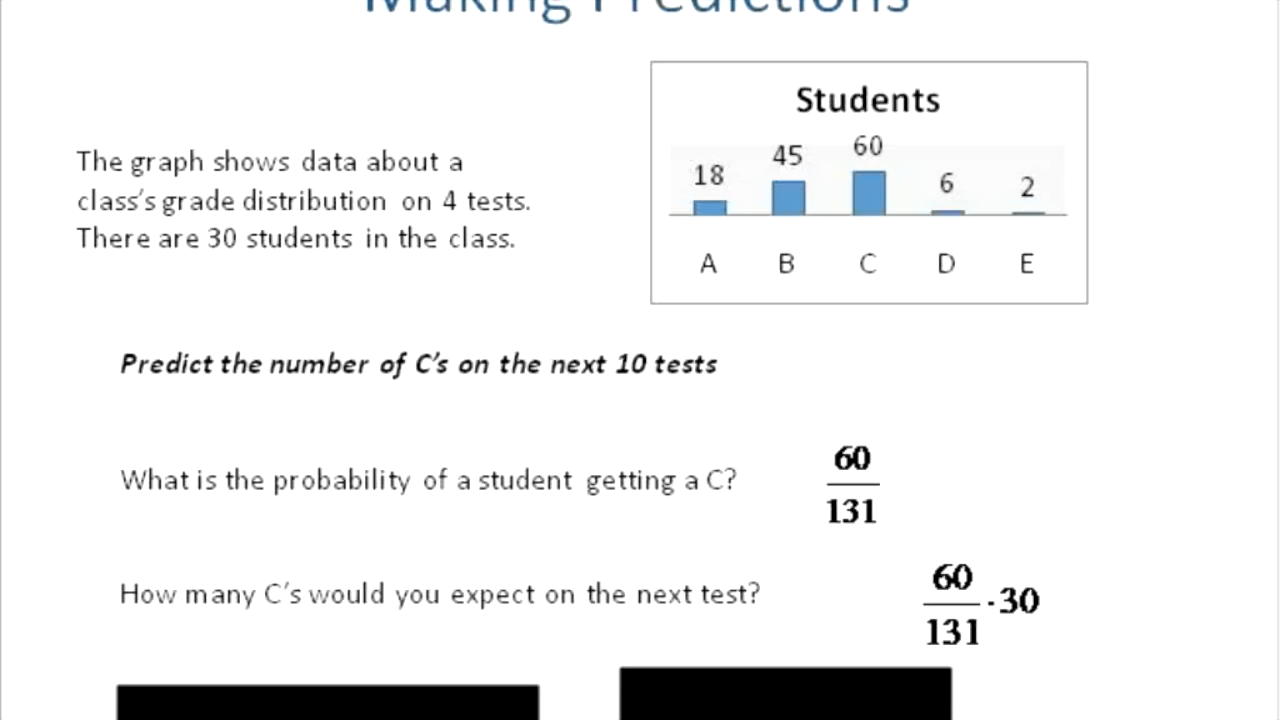 Making Predictions
Students
The graph shows data about a
class's grade distribution on 4 tests.
There are 30 students in the class.
18 45 60 6 2
A B C D E
Predict the number of C's on the next 10 tests
What is the probability of a student getting a C?
60
131
How many C's would you expect on the next test?
60
131
·30